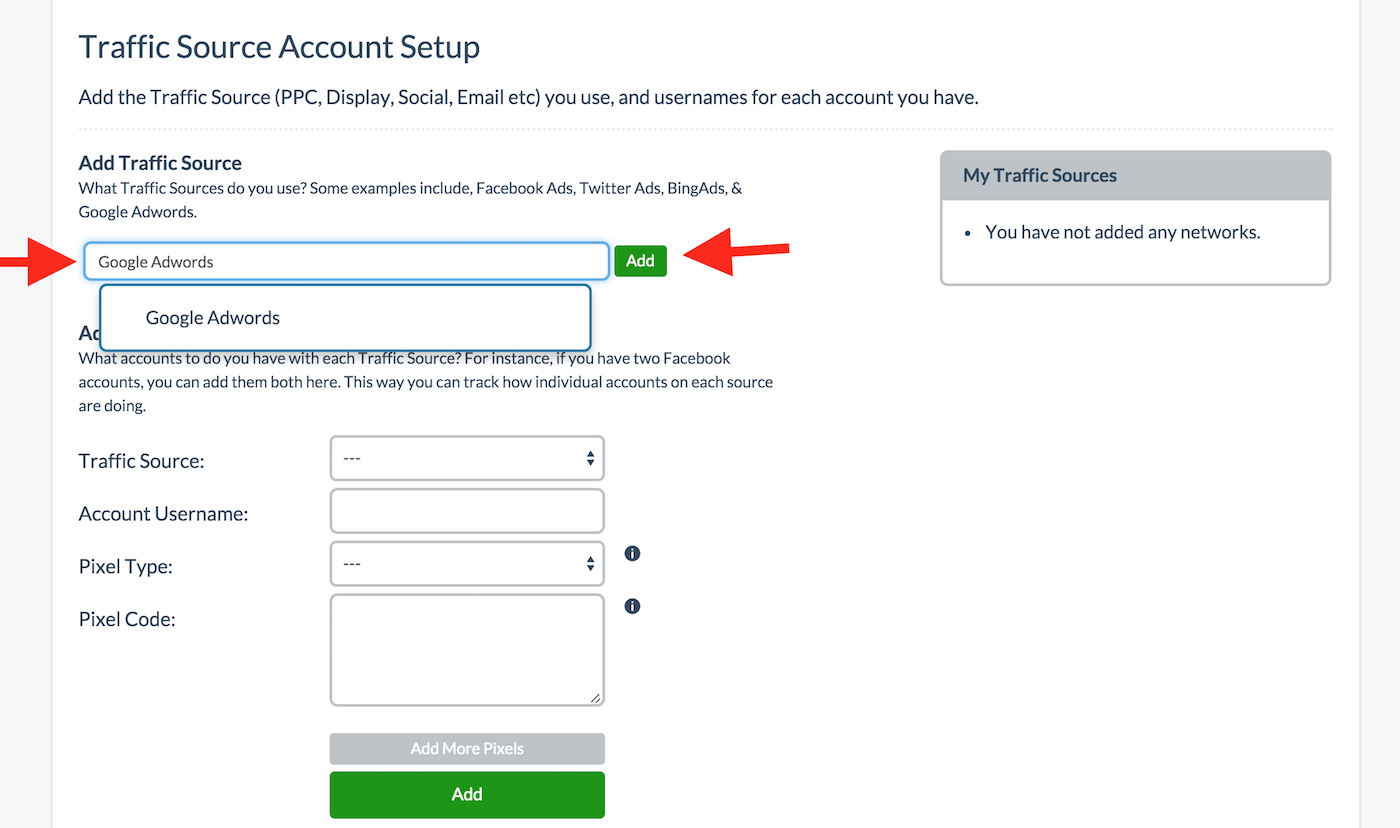 Traffic Source Account Setup
Add the Traffic Source (PPC, Display, Social, Email etc) you use, and usernames for each account you have.
Add Traffic Source
What Traffic Sources do you use? Some examples include, Facebook Ads, Twitter Ads, BingAds, &
Google Adwords.
Google Adwords
Add
Google Adwords
My Traffic Sources
• You have not added any networks.
What accounts to do you have with each Traffic Source? For instance, if you have two Facebook
accounts, you can add them both here. This way you can track how individual accounts on each source
are doing.
Traffic Source:
---
Account Username:
Pixel Type:
---
Pixel Code:
Add More Pixels
Add